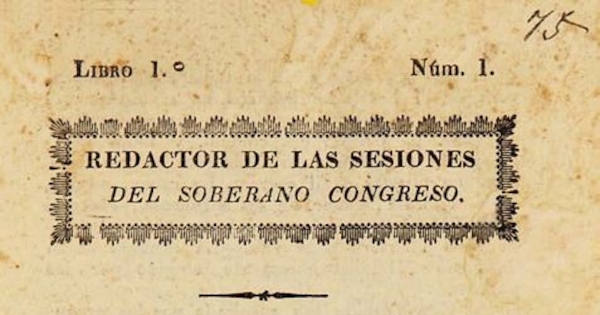 75
LIBRO 1.º Núm. 1.
REDACTOR DE LAS SESIONES
DEL SOBERANO CONGRESO.